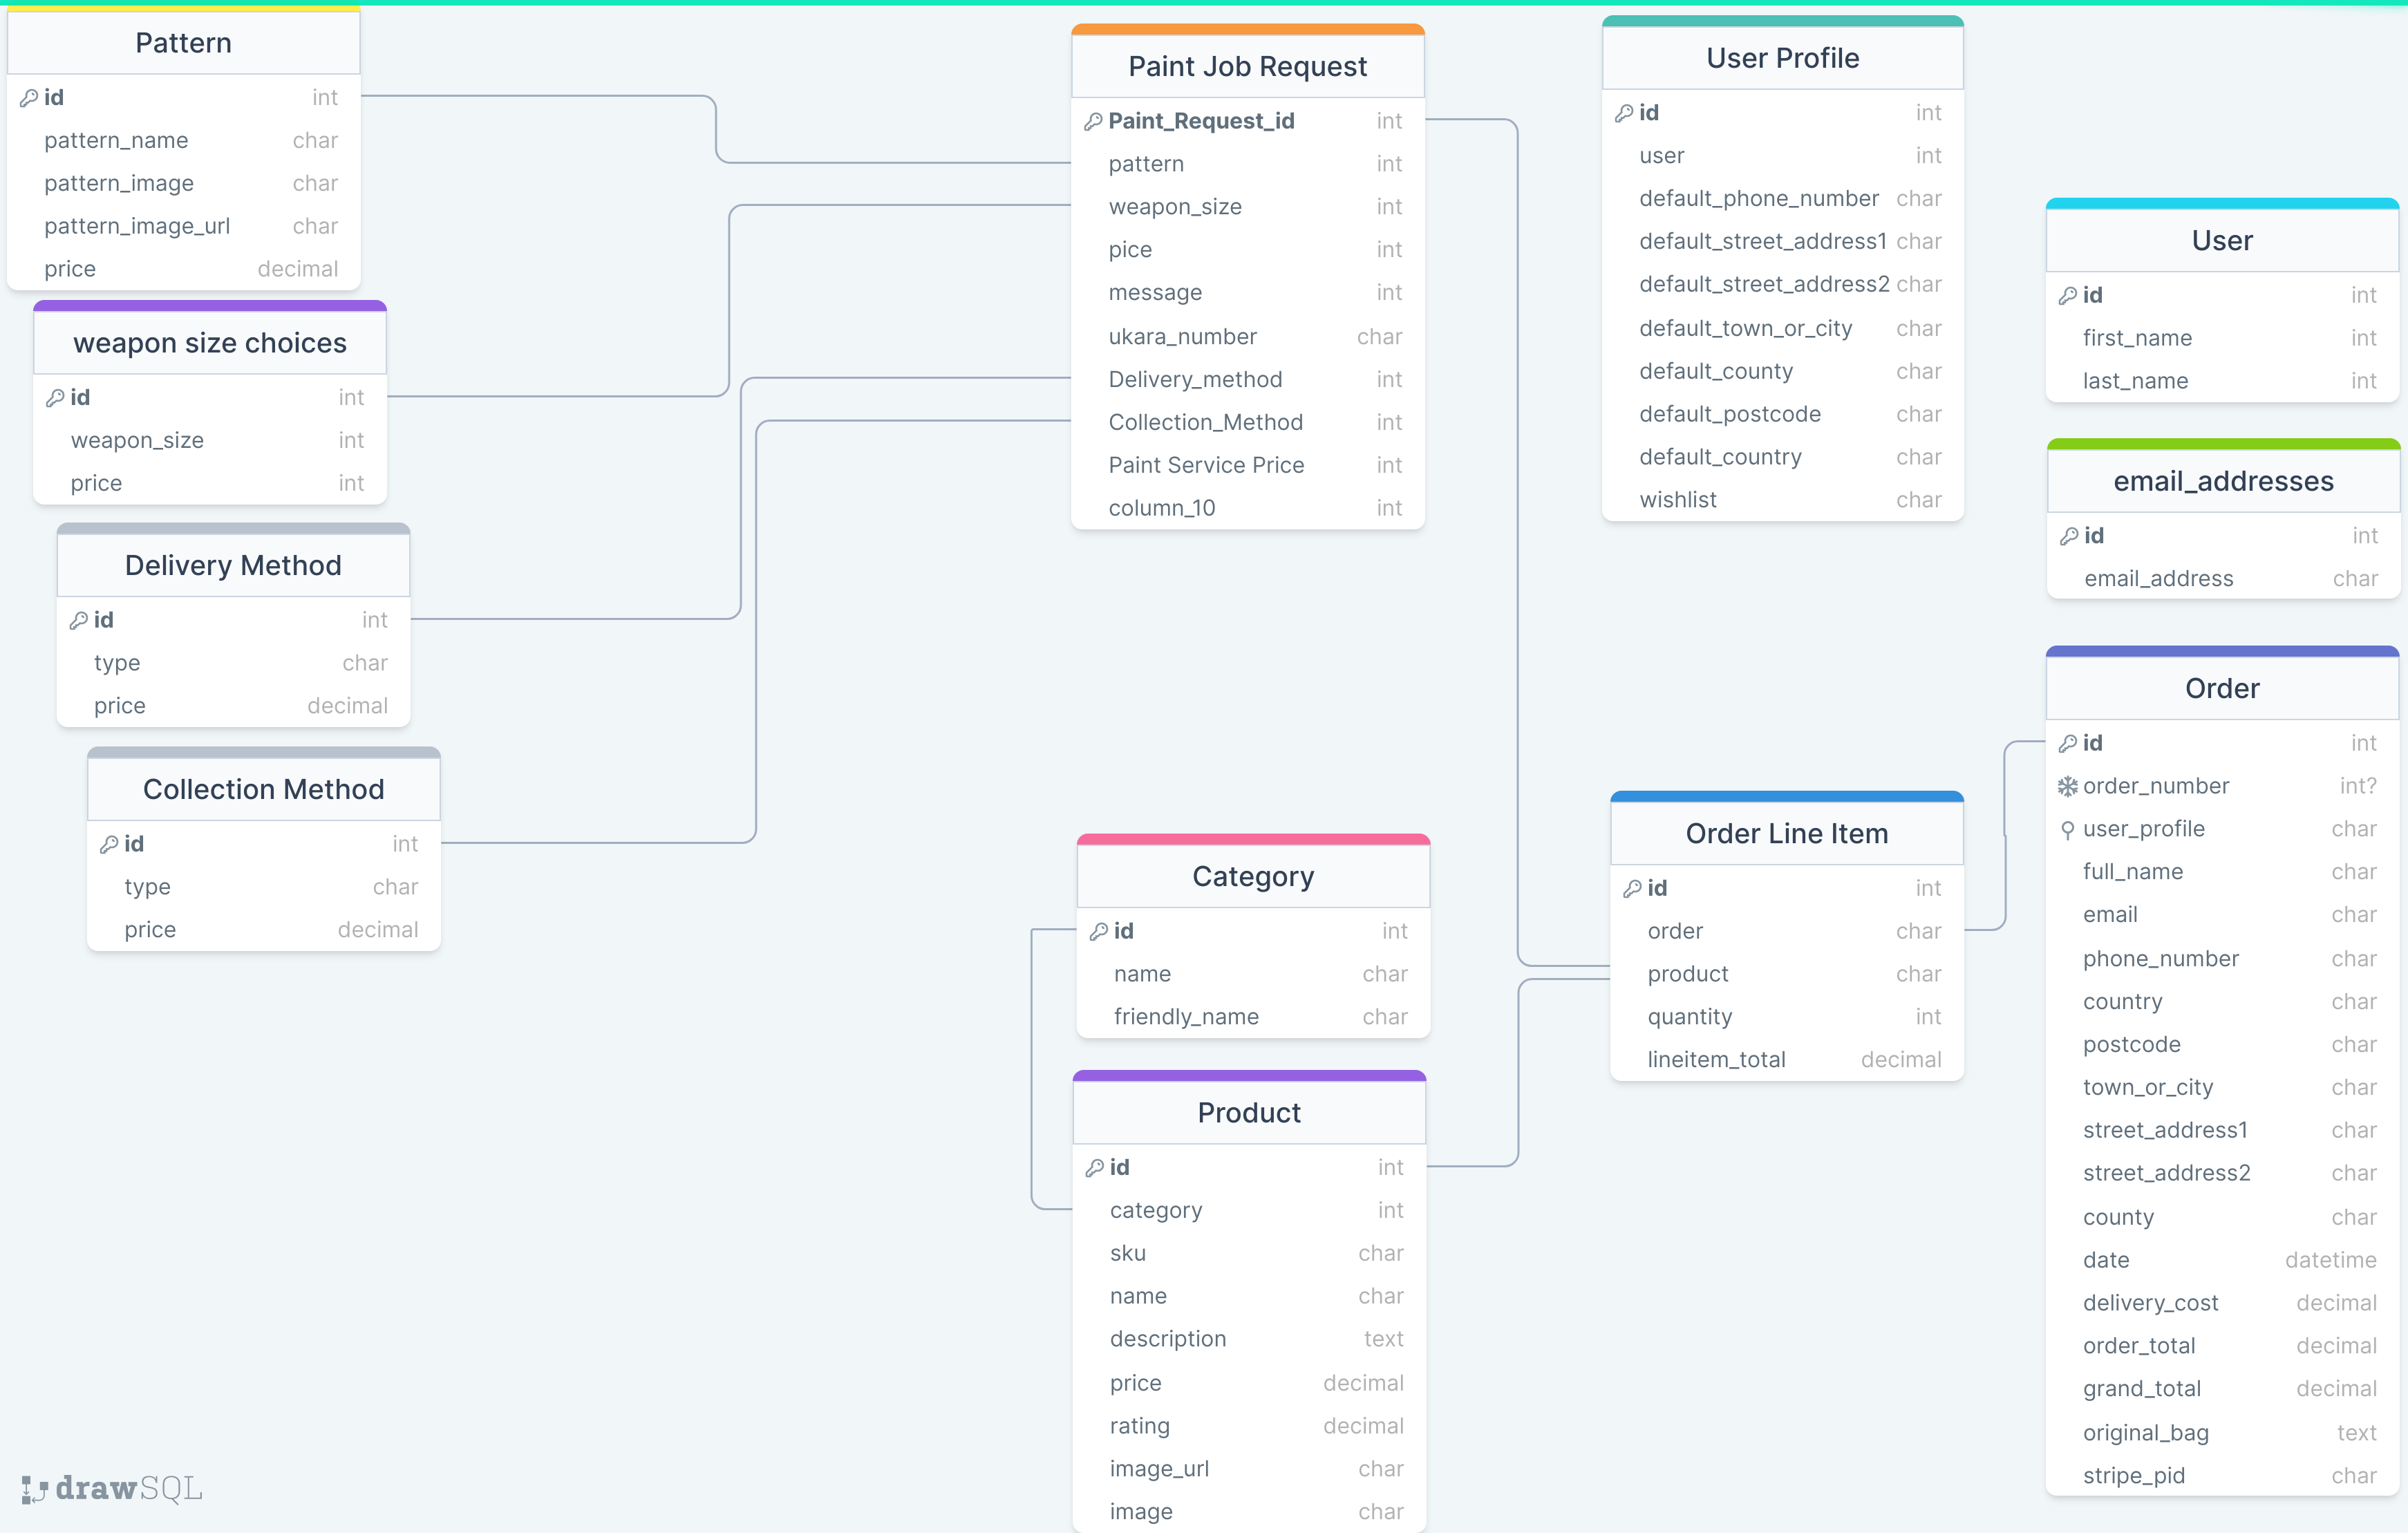 Pattern
id int
pattern_name char
pattern_image char
pattern_image_url char
price decimal
weapon size choices
id int
weapon_size int
price int
Delivery Method
id int
type char
price decimal
Collection Method
id int
type char
price decimal
Paint Job Request
Paint_Request_id int
pattern int
weapon_size int
pice int
message int
ukara_number char
Delivery_method int
Collection_Method int
Paint Service Price int
column_10 int
Category
id int
name char
friendly_name char
Product
id int
category int
sku char
name char
description text
price decimal
rating decimal
image_url char
image char
User Profile
id int
user int
default_phone_number char
default_street_address1 char
default_street_address2 char
default_town_or_city char
default_county char
default_postcode char
default_country char
wishlist char
Order Line Item
id int
order char
product char
quantity int
lineitem_total decimal
User
id int
first_name int
last_name int
email_addresses
id int
email_address char
Order
id int
order_number int?
user_profile char
full_name char
email char
phone_number char
country char
postcode char
town_or_city char
street_address1 char
street_address2 char
county char
date datetime
delivery_cost decimal
order_total decimal
grand_total decimal
original_bag text
stripe_pid char
drawSQL